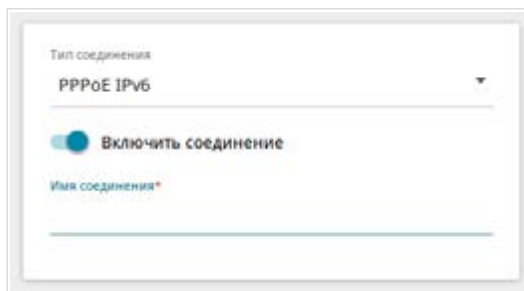 Тип соединения
PPPoE IPv6
Включить соединение
Имя соединения*